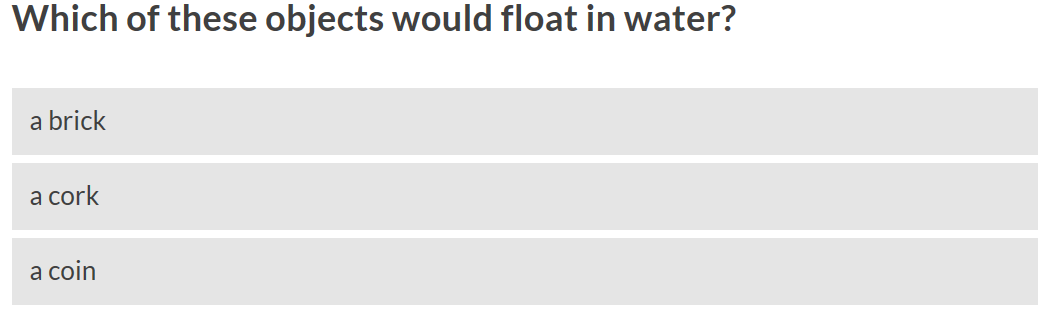 Which of these objects would float in water?
a brick
a cork
a coin